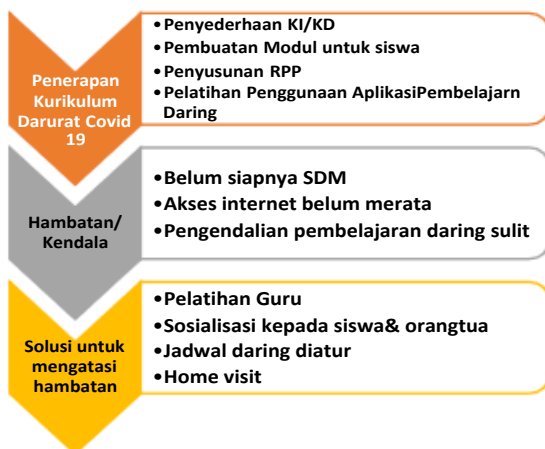 Penerapan
Kurikulum
Darurat Covid
19
•Penyederhaan KI/KD
•Pembuatan Modul untuk siswa
•Penyusunan RPP
•Pelatihan Penggunaan AplikasiPembelajarn
Daring
Hambatan/
Kendala
•Belum siapnya SDM
•Akses internet belum merata
•Pengendalian pembelajaran daring sulit
Solusi untuk
mengatasi
hambatan
•Pelatihan Guru
•Sosialisasi kepada siswa& orangtua
•Jadwal daring diatur
•Home visit